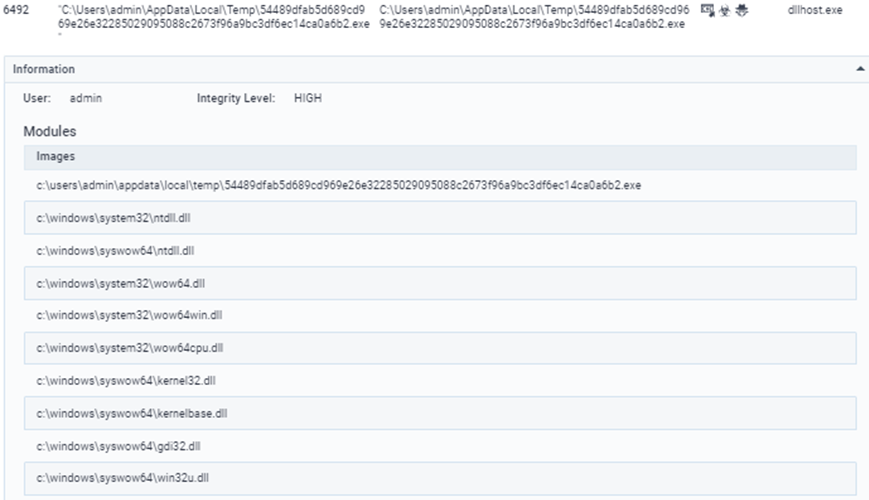 6492 "C:\Users\admin\AppData\Local\Temp\54489dfab5d689cd9 C:\Users\admin\AppData\Local\Temp\54489dfab5d689cd96 dllhost.exe
69e26e32285029095088c2673f96a9bc3df6ec14ca0a6b2.exe 9e26e32285029095088c2673f96a9bc3df6ec14ca0a6b2.exe
"
Information
User: admin Integrity Level: HIGH
Modules
Images
c:\users\admin\appdata\local\temp\54489dfab5d689cd969e26e32285029095088c2673f96a9bc3df6ec14ca0a6b2.exe
c:\windows\system32\ntdll.dll
c:\windows\syswow64\ntdll.dll
c:\windows\system32\wow64.dll
c:\windows\system32\wow64win.dll
c:\windows\system32\wow64cpu.dll
c:\windows\syswow64\kernel32.dll
c:\windows\syswow64\kernelbase.dll
c:\windows\syswow64\gdi32.dll
c:\windows\syswow64\win32u.dll